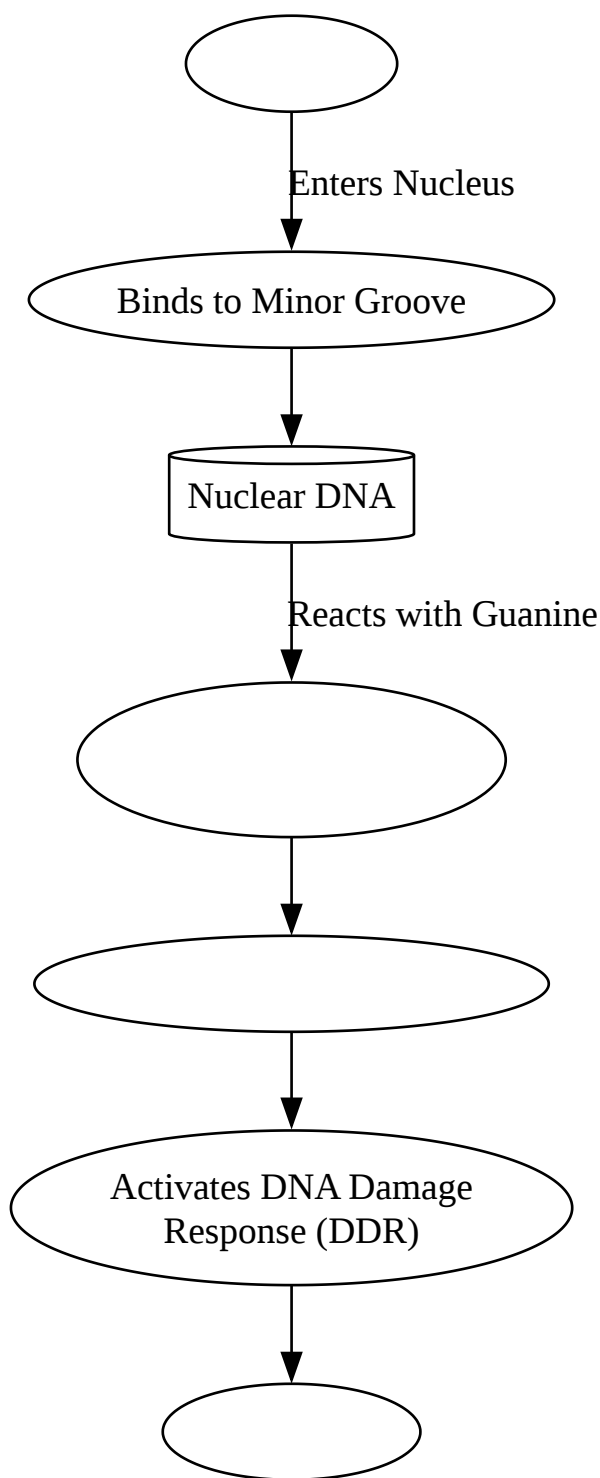 Enters Nucleus
Binds to Minor Groove
Nuclear DNA
Reacts with Guanine
Activates DNA Damage
Response (DDR)